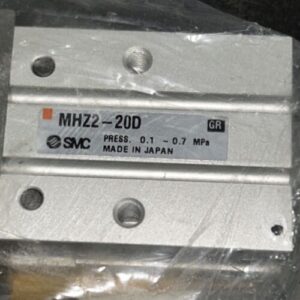 MHZ2-20D GR
SMC PRESS. 0.1 - 0.7 MPa
MADE IN JAPAN